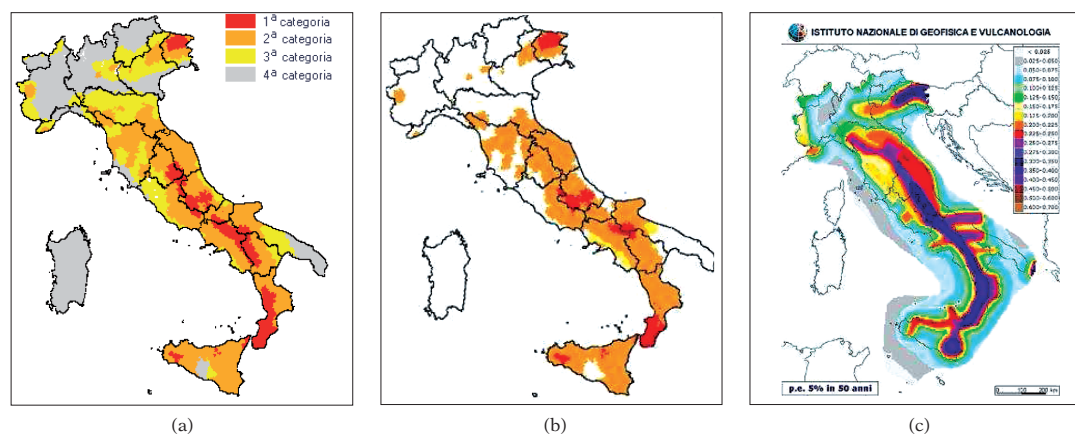 1ª categoria
2ª categoria
3ª categoria
4ª categoria
ISTITUTO NAZIONALE DI GEOFISICA E VULCANOLOGIA
< 0.025
0.025-0.050
0.050-0.075
0.075-0.100
0.100-0.125
0.125-0.150
0.150-0.175
0.175-0.200
0.200-0.225
0.225-0.250
0.250-0.275
0.275-0.300
0.300-0.350
0.350-0.400
0.400-0.450
0.450-0.500
0.500-0.600
0.600-0.700
p.e. 5% in 50 anni
0 100 200 km
(a)
(b)
(c)